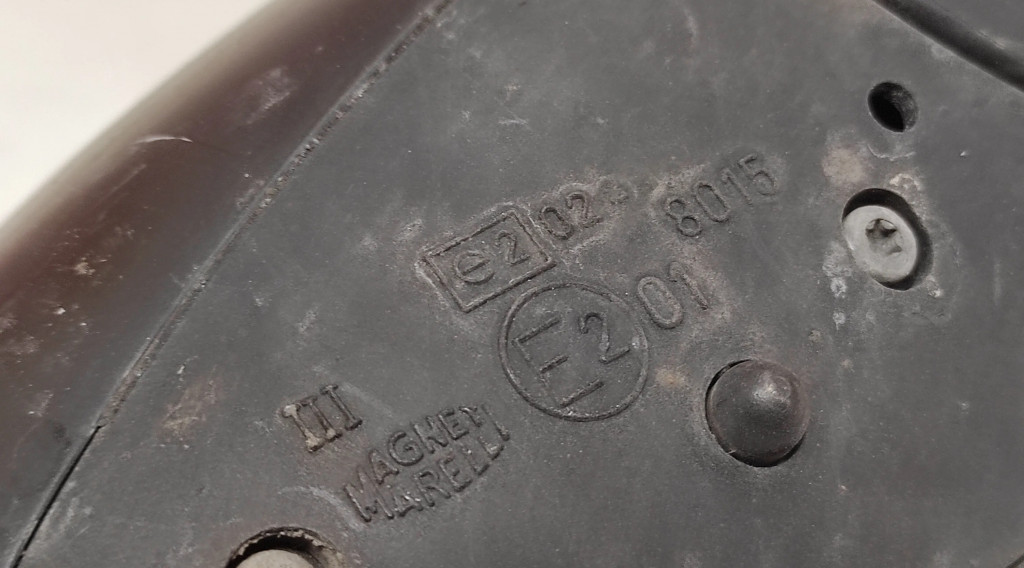 e2 02* 8015
E2 01
III
MAGNETI
MARELLI